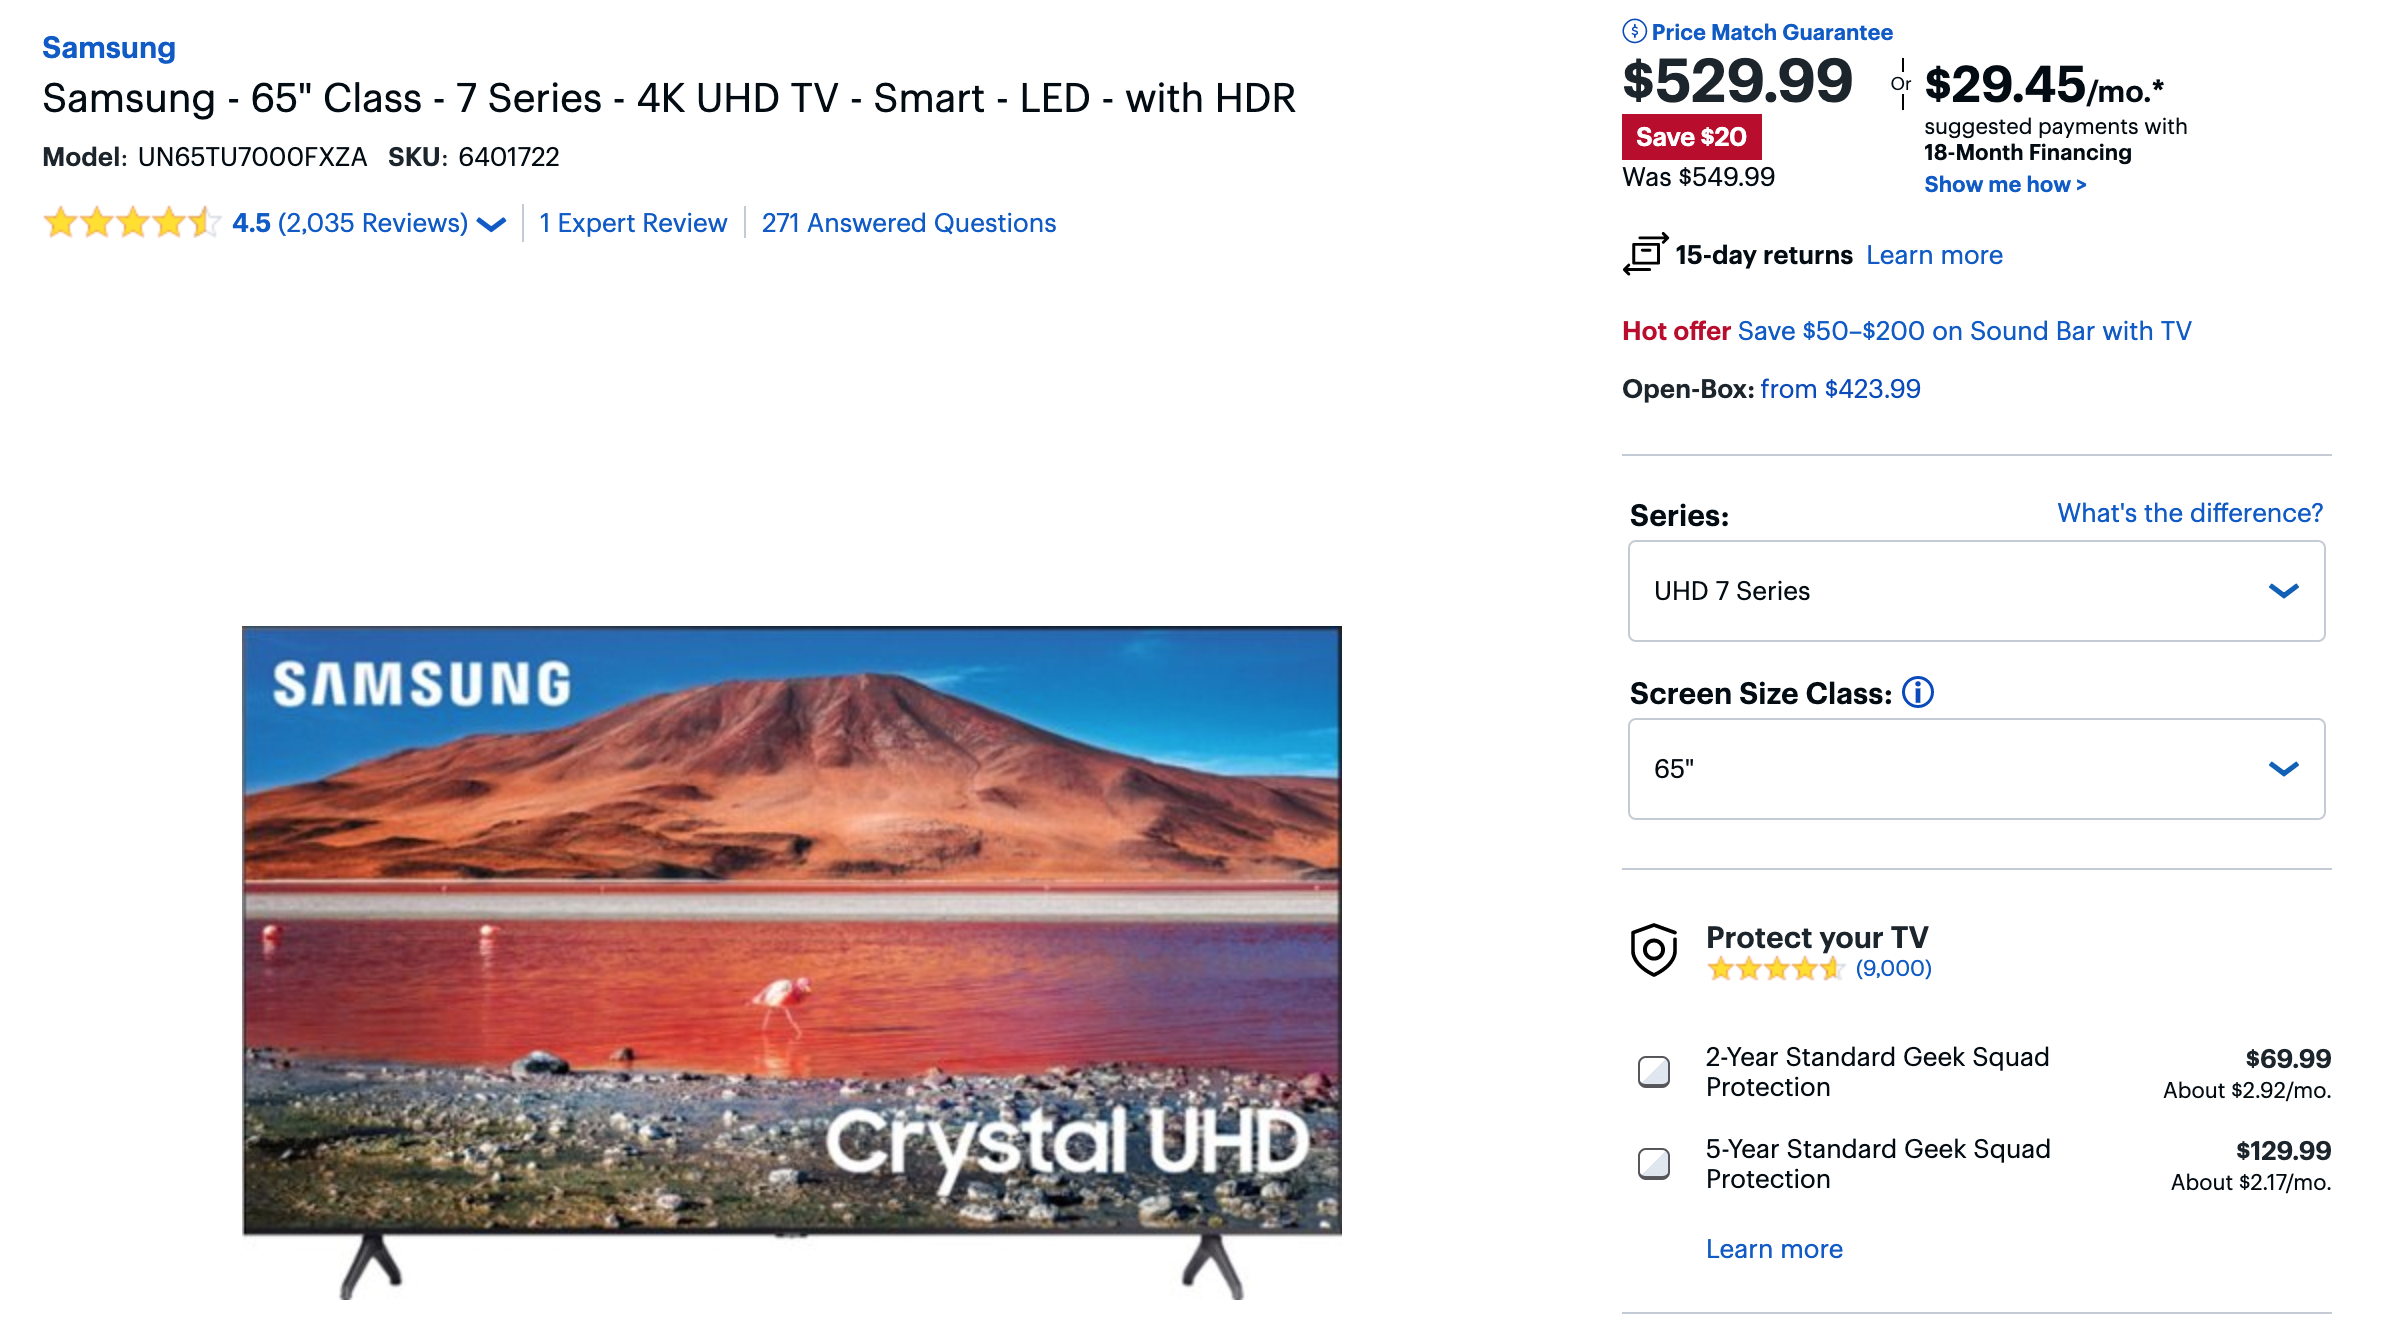 Samsung
Samsung - 65" Class - 7 Series - 4K UHD TV - Smart - LED - with HDR
Model: UN65TU7000FXZA SKU: 6401722
4.5 (2,035 Reviews) 1 Expert Review 271 Answered Questions
SAMSUNG
Crystal UHD
Price Match Guarantee
$529.99 Or $29.45/mo.*
Save $20
Was $549.99
suggested payments with
18-Month Financing
Show me how >
15-day returns Learn more
Hot offer Save $50–$200 on Sound Bar with TV
Open-Box: from $423.99
Series: What's the difference?
UHD 7 Series
Screen Size Class:
65"
Protect your TV
(9,000)
2-Year Standard Geek Squad
Protection
$69.99
About $2.92/mo.
5-Year Standard Geek Squad
Protection
$129.99
About $2.17/mo.
Learn more